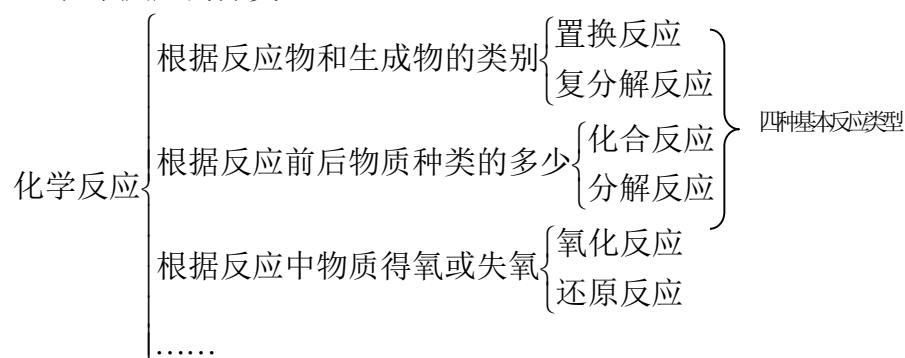 置换反应
根据反应物和生成物的类别
复分解反应
四种基本反应类型
化合反应
根据反应前后物质种类的多少
分解反应
化学反应
氧化反应
根据反应中物质得氧或失氧
还原反应
……